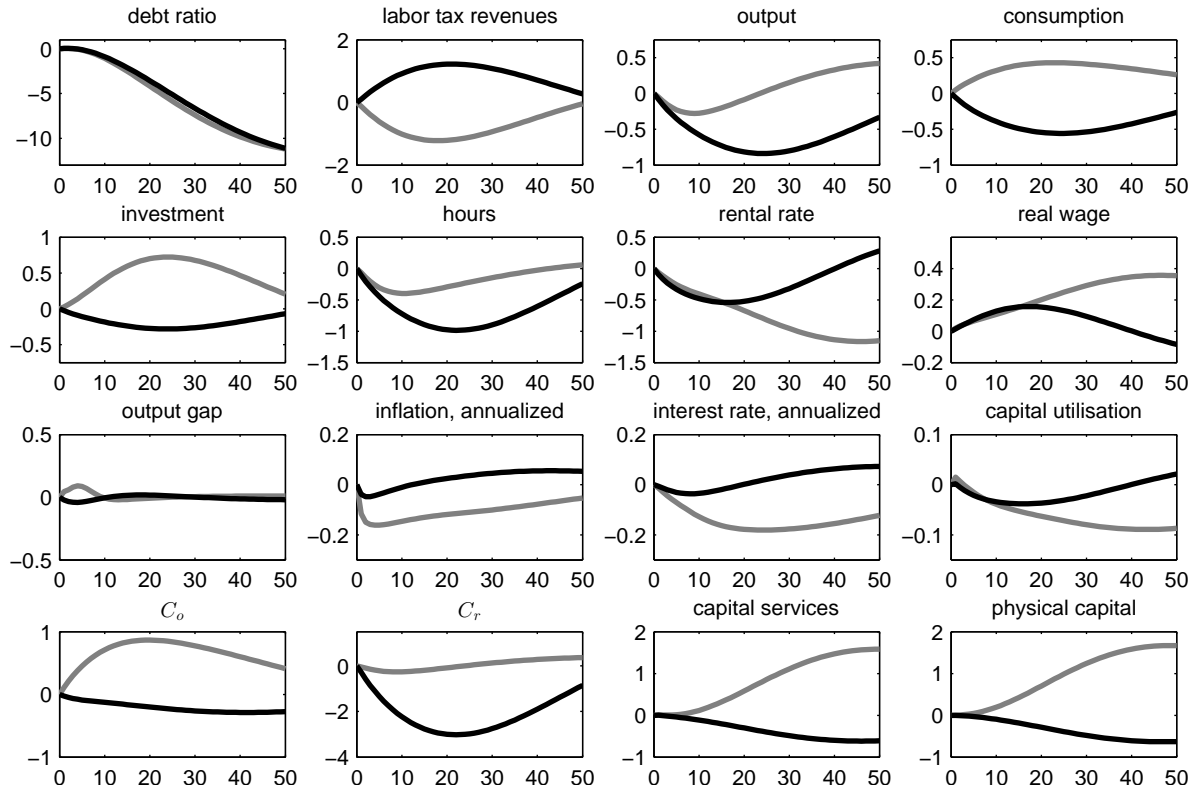 debt ratio
labor tax revenues
output
consumption
0
−5
−10
0 10 20 30 40 50
2
0
−2
0 10 20 30 40 50
0.5
0
−0.5
−1
0 10 20 30 40 50
0.5
0
−0.5
−1
0 10 20 30 40 50
investment
hours
rental rate
real wage
1
0.5
0
−0.5
0 10 20 30 40 50
0.5
0
−0.5
−1
−1.5
0 10 20 30 40 50
0.5
0
−0.5
−1
−1.5
0 10 20 30 40 50
0.4
0.2
0
−0.2
0 10 20 30 40 50
output gap
inflation, annualized
interest rate, annualized
capital utilisation
0.5
0
−0.5
0 10 20 30 40 50
0.2
0
−0.2
0 10 20 30 40 50
0.2
0
−0.2
0 10 20 30 40 50
0.1
0
−0.1
0 10 20 30 40 50
C_o
C_r
capital services
physical capital
1
0
−1
0 10 20 30 40 50
0
−2
−4
0 10 20 30 40 50
2
1
0
−1
0 10 20 30 40 50
2
1
0
−1
0 10 20 30 40 50